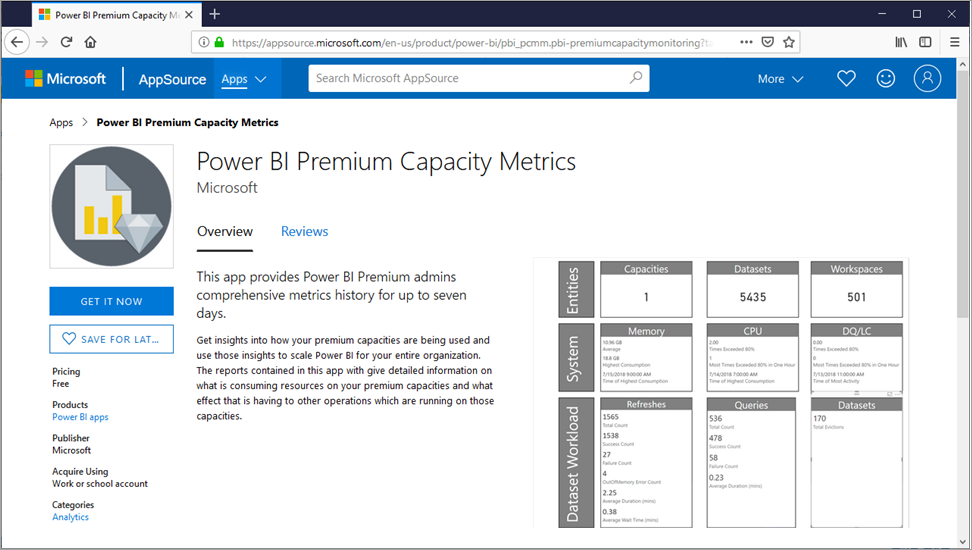 Power BI Premium Capacity M
https://appsource.microsoft.com/en-us/product/power-bi/pbi_pcmm.pbi-premiumcapacitymonitoring?t
Microsoft
AppSource
Apps
Search Microsoft AppSource
More
Apps > Power BI Premium Capacity Metrics
Power BI Premium Capacity Metrics
Microsoft
Overview
Reviews
GET IT NOW
SAVE FOR LAT...
Pricing
Free
Products
Power BI apps
Publisher
Microsoft
Acquire Using
Work or school account
Categories
Analytics
This app provides Power BI Premium admins
comprehensive metrics history for up to seven
days.
Get insights into how your premium capacities are being used and
use those insights to scale Power BI for your entire organization.
The reports contained in this app with give detailed information on
what is consuming resources on your premium capacities and what
effect that is having to other operations which are running on those
capacities.
Entities
Capacities
1
Datasets
5435
Workspaces
501
System
Memory
10.96 GB
Average
18.8 GB
Highest Consumption
7/15/2018 9:00:00 AM
Time of Highest Consumption
CPU
2.00
Times Exceeded 80%
1
Most Times Exceeded 80% in One Hour
7/14/2018 7:00:00 AM
Time of Highest Consumption
DQ/LC
0.00
Times Exceeded 80%
0
Most Times Exceeded 80% in One Hour
7/13/2018 11:00:00 AM
Time of Most Activity
Dataset Workload
Refreshes
1565
Total Count
1538
Success Count
27
Failure Count
4
OutOfMemory Error Count
2.25
Average Duration (mins)
0.38
Average Wait Time (mins)
Queries
536
Total Count
478
Success Count
58
Failure Count
0.23
Average Duration (mins)
Datasets
170
Total Evictions